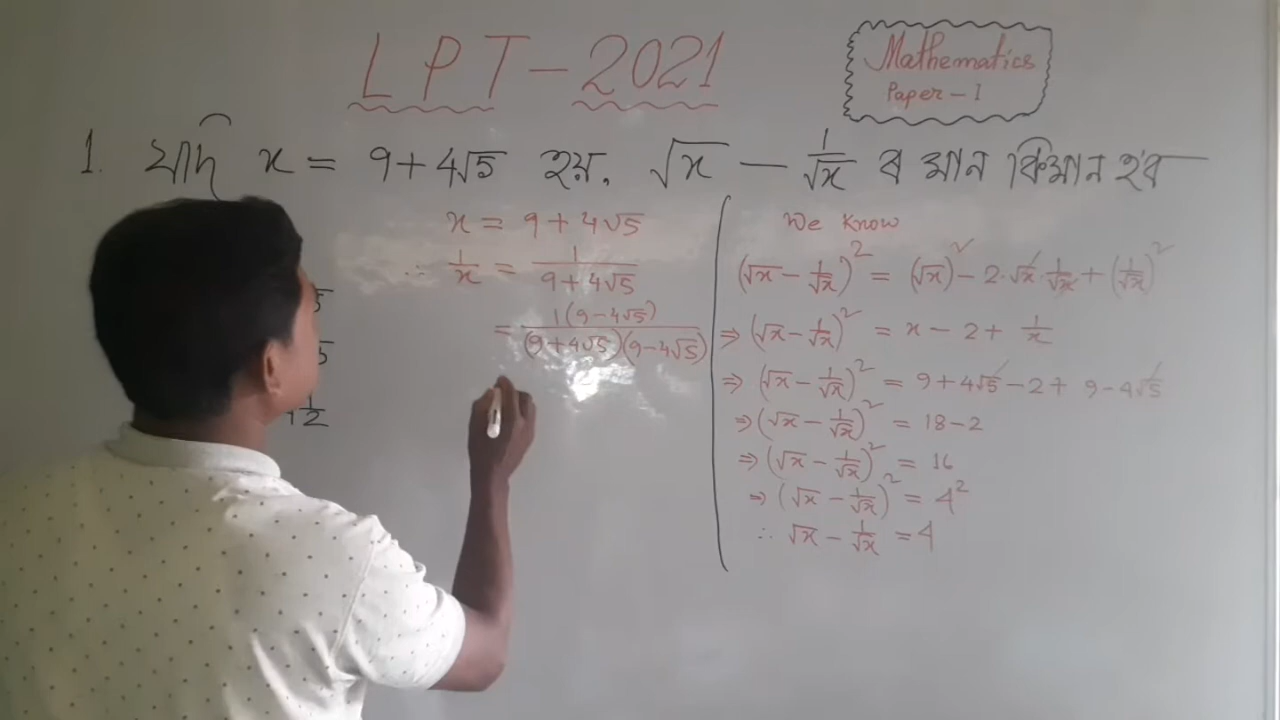 LPT-2021
Mathematics
Paper-I
1. যদি x = 9+4√5 হয়, √x − 1/√x ৰ মান কিমান হ'ব
x = 9+4√5
∴ 1/x = 1/(9+4√5)
= 1(9-4√5)/(9+4√5)(9-4√5)
We Know
(√x − 1/√x)² = (√x)² − 2·√x·1/√x + (1/√x)²
⇒ (√x − 1/√x)² = x − 2 + 1/x
⇒ (√x − 1/√x)² = 9+4√5 − 2 + 9-4√5
⇒ (√x − 1/√x)² = 18-2
⇒ (√x − 1/√x)² = 16
⇒ (√x − 1/√x)² = 4²
∴ √x − 1/√x = 4